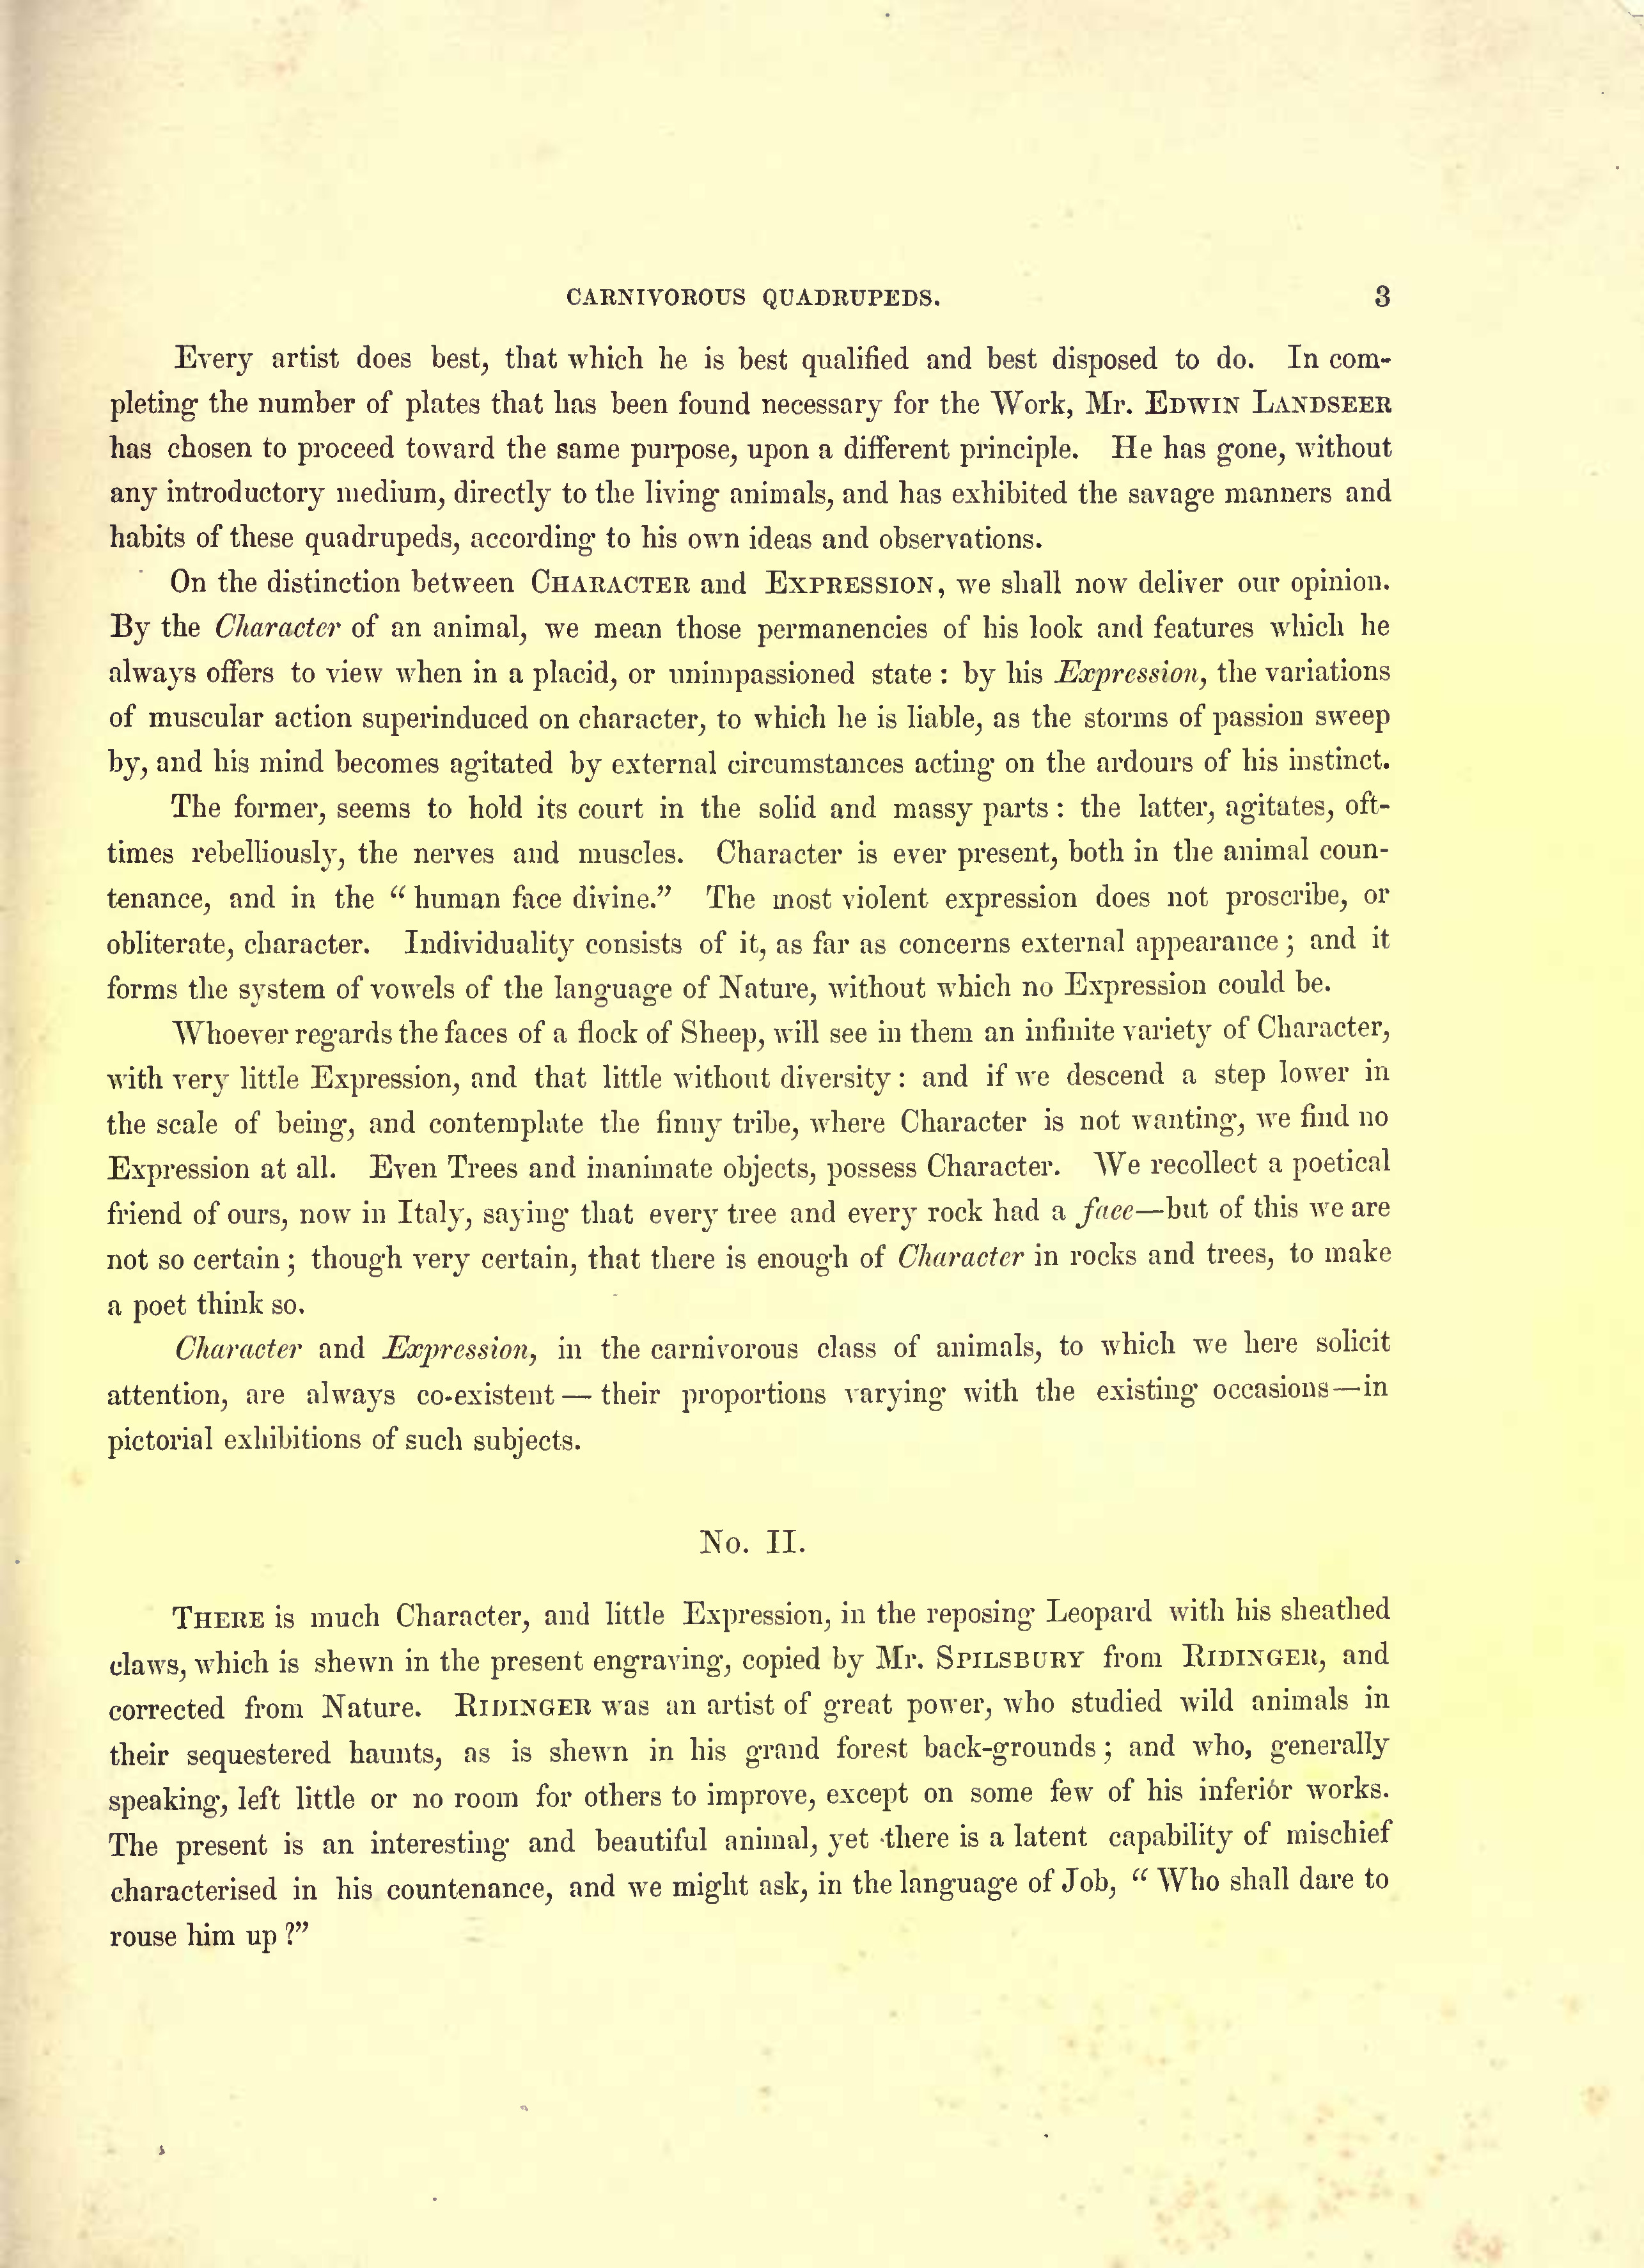 CARNIVOROUS QUADRUPEDS. 3
Every artist does best, that which he is best qualified and best disposed to do. In com-
pleting the number of plates that has been found necessary for the Work, Mr. EDWIN LANDSEER
has chosen to proceed toward the same purpose, upon a different principle. He has gone, without
any introductory medium, directly to the living animals, and has exhibited the savage manners and
habits of these quadrupeds, according to his own ideas and observations.
On the distinction between CHARACTER and EXPRESSION, we shall now deliver our opinion.
By the Character of an animal, we mean those permanencies of his look and features which he
always offers to view when in a placid, or unimpassioned state : by his Expression, the variations
of muscular action superinduced on character, to which he is liable, as the storms of passion sweep
by, and his mind becomes agitated by external circumstances acting on the ardours of his instinct.
The former, seems to hold its court in the solid and massy parts : the latter, agitates, oft-
times rebelliously, the nerves and muscles. Character is ever present, both in the animal coun-
tenance, and in the “ human face divine.” The most violent expression does not proscribe, or
obliterate, character. Individuality consists of it, as far as concerns external appearance ; and it
forms the system of vowels of the language of Nature, without which no Expression could be.
Whoever regards the faces of a flock of Sheep, will see in them an infinite variety of Character,
with very little Expression, and that little without diversity : and if we descend a step lower in
the scale of being, and contemplate the finny tribe, where Character is not wanting, we find no
Expression at all. Even Trees and inanimate objects, possess Character. We recollect a poetical
friend of ours, now in Italy, saying that every tree and every rock had a face—but of this we are
not so certain ; though very certain, that there is enough of Character in rocks and trees, to make
a poet think so.
Character and Expression, in the carnivorous class of animals, to which we here solicit
attention, are always co-existent — their proportions varying with the existing occasions—in
pictorial exhibitions of such subjects.
No. II.
THERE is much Character, and little Expression, in the reposing Leopard with his sheathed
claws, which is shewn in the present engraving, copied by Mr. SPILSBURY from RIDINGER, and
corrected from Nature. RIDINGER was an artist of great power, who studied wild animals in
their sequestered haunts, as is shewn in his grand forest back-grounds ; and who, generally
speaking, left little or no room for others to improve, except on some few of his inferior works.
The present is an interesting and beautiful animal, yet there is a latent capability of mischief
characterised in his countenance, and we might ask, in the language of Job, “ Who shall dare to
rouse him up ?”